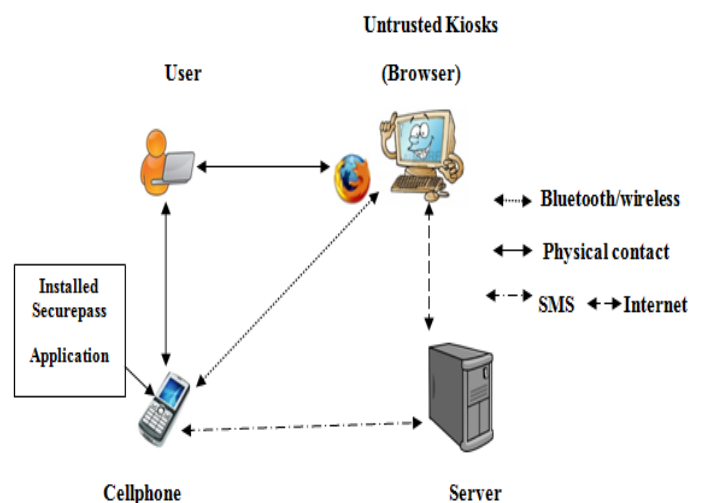 Untrusted Kiosks
User
(Browser)
Bluetooth/wireless
Physical contact
SMS
Internet
Installed
Securepass
Application
Cellphone
Server